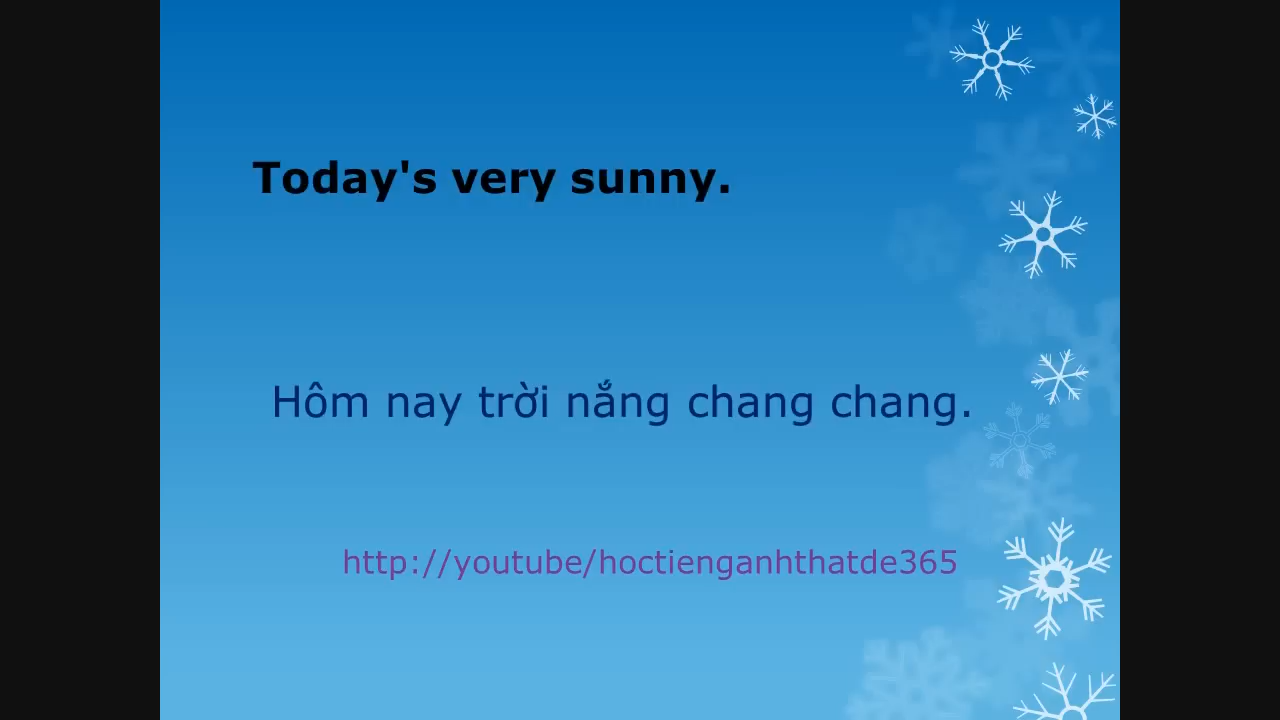 Today's very sunny.
Hôm nay trời nắng chang chang.
http://youtube/hoctienganhthatde365